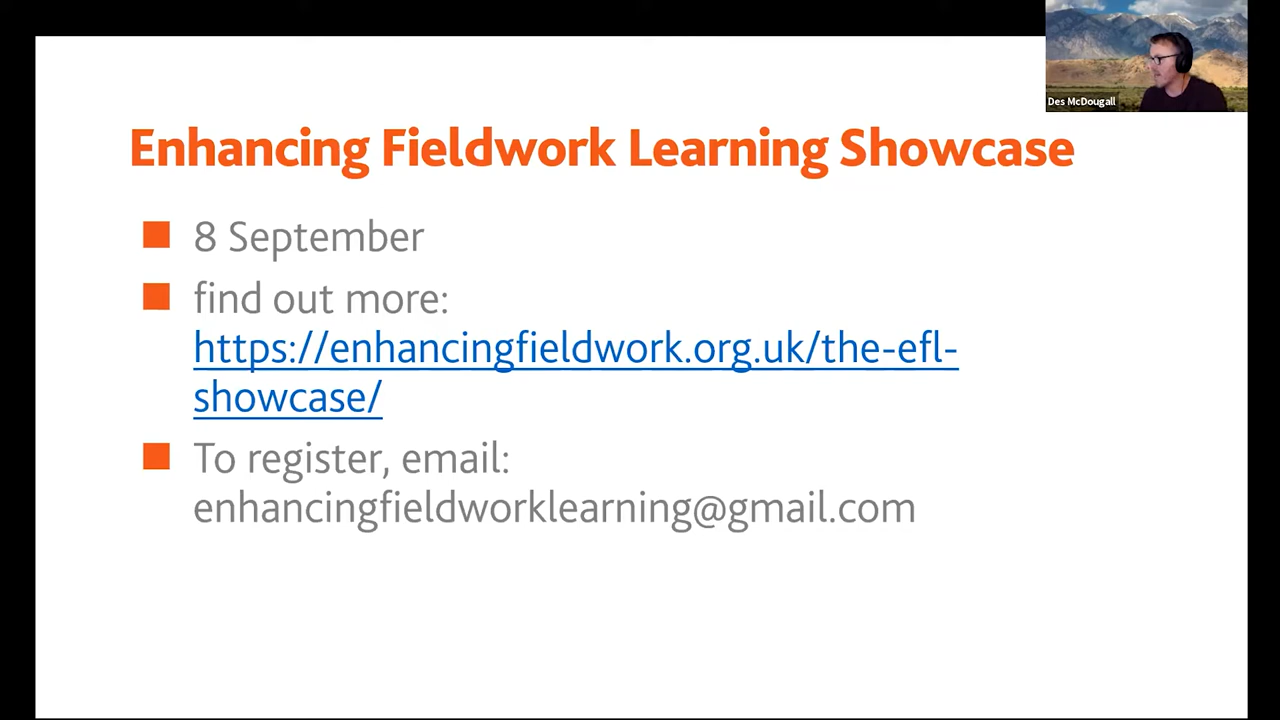 Des McDougall
Enhancing Fieldwork Learning Showcase
8 September
find out more:
https://enhancingfieldwork.org.uk/the-efl-
showcase/
To register, email:
enhancingfieldworklearning@gmail.com